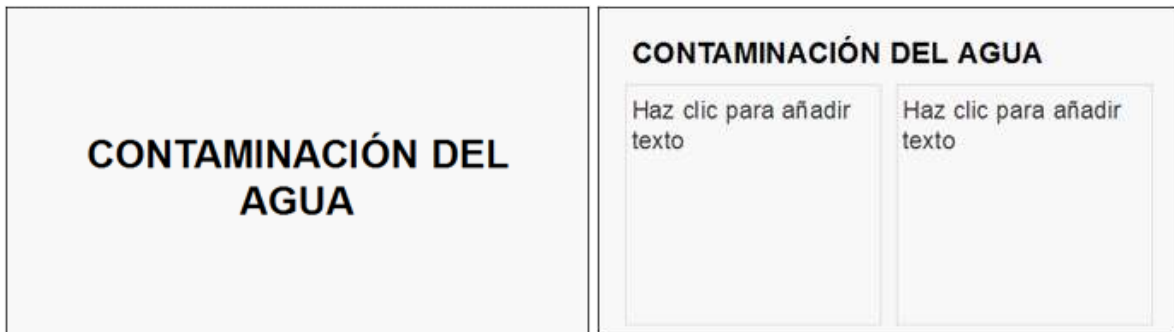 CONTAMINACIÓN DEL
AGUA
CONTAMINACIÓN DEL AGUA
Haz clic para añadir
texto
Haz clic para añadir
texto